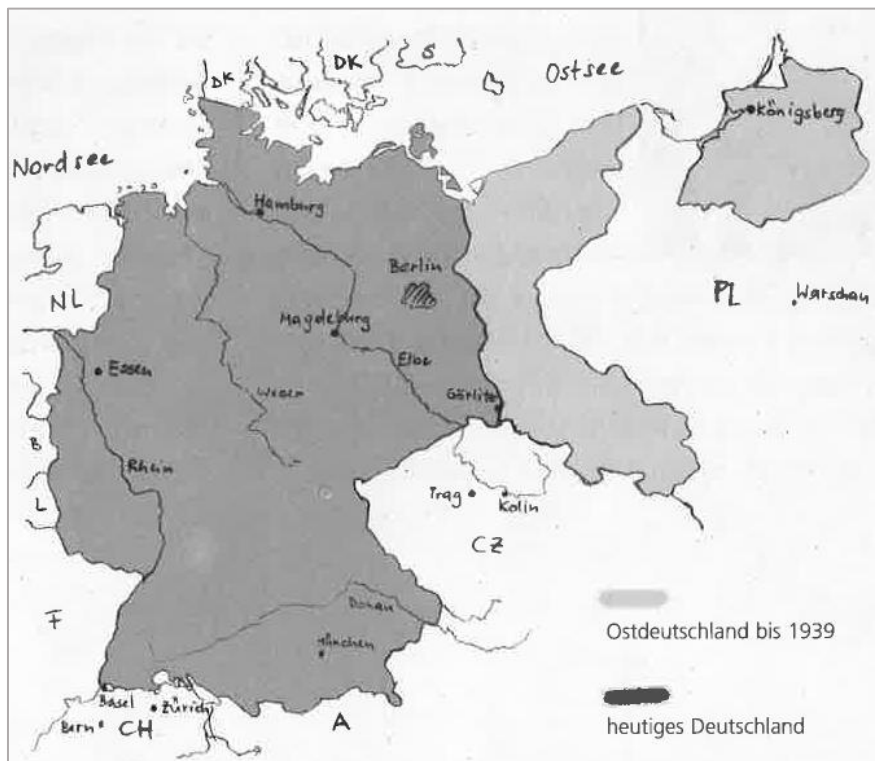 DK
DK
S
Ostsee
Königsberg
Nordsee
Hamburg
Berlin
NL
PL
Warschau
Magdeburg
Essen
Elbe
Görlitz
Weser
B
Rhein
L
Prag
Kolin
CZ
F
Donau
München
Ostdeutschland bis 1939
Basel
Zürich
Bern
CH
A
heutiges Deutschland